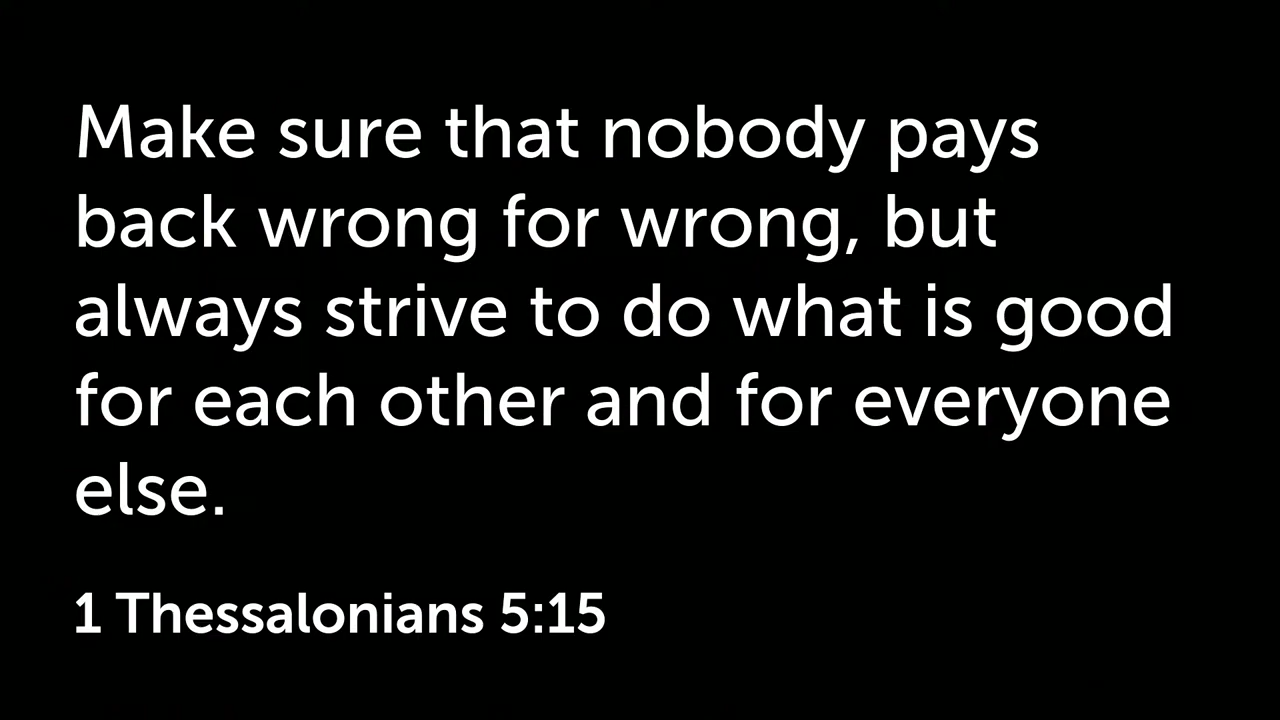 Make sure that nobody pays
back wrong for wrong, but
always strive to do what is good
for each other and for everyone
else.
1 Thessalonians 5:15